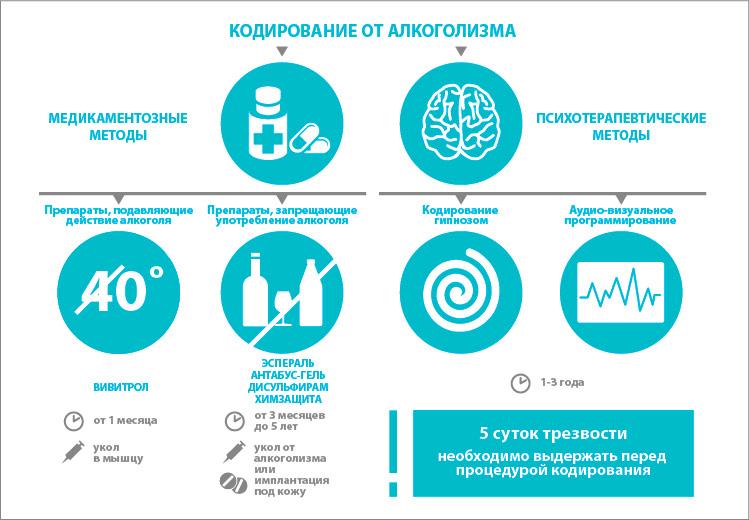 КОДИРОВАНИЕ ОТ АЛКОГОЛИЗМА
МЕДИКАМЕНТОЗНЫЕ
МЕТОДЫ
ПСИХОТЕРАПЕВТИЧЕСКИЕ
МЕТОДЫ
Препараты, подавляющие
действие алкоголя
Препараты, запрещающие
употребление алкоголя
Кодирование
гипнозом
Аудио-визуальное
программирование
40°
ВИВИТРОЛ
от 1 месяца
укол
в мышцу
ЭСПЕРАЛЬ
АНТАБУС-ГЕЛЬ
ДИСУЛЬФИРАМ
ХИМЗАЩИТА
от 3 месяцев
до 5 лет
укол от
алкоголизма
или
имплантация
под кожу
1-3 года
!
5 суток трезвости
необходимо выдержать перед
процедурой кодирования